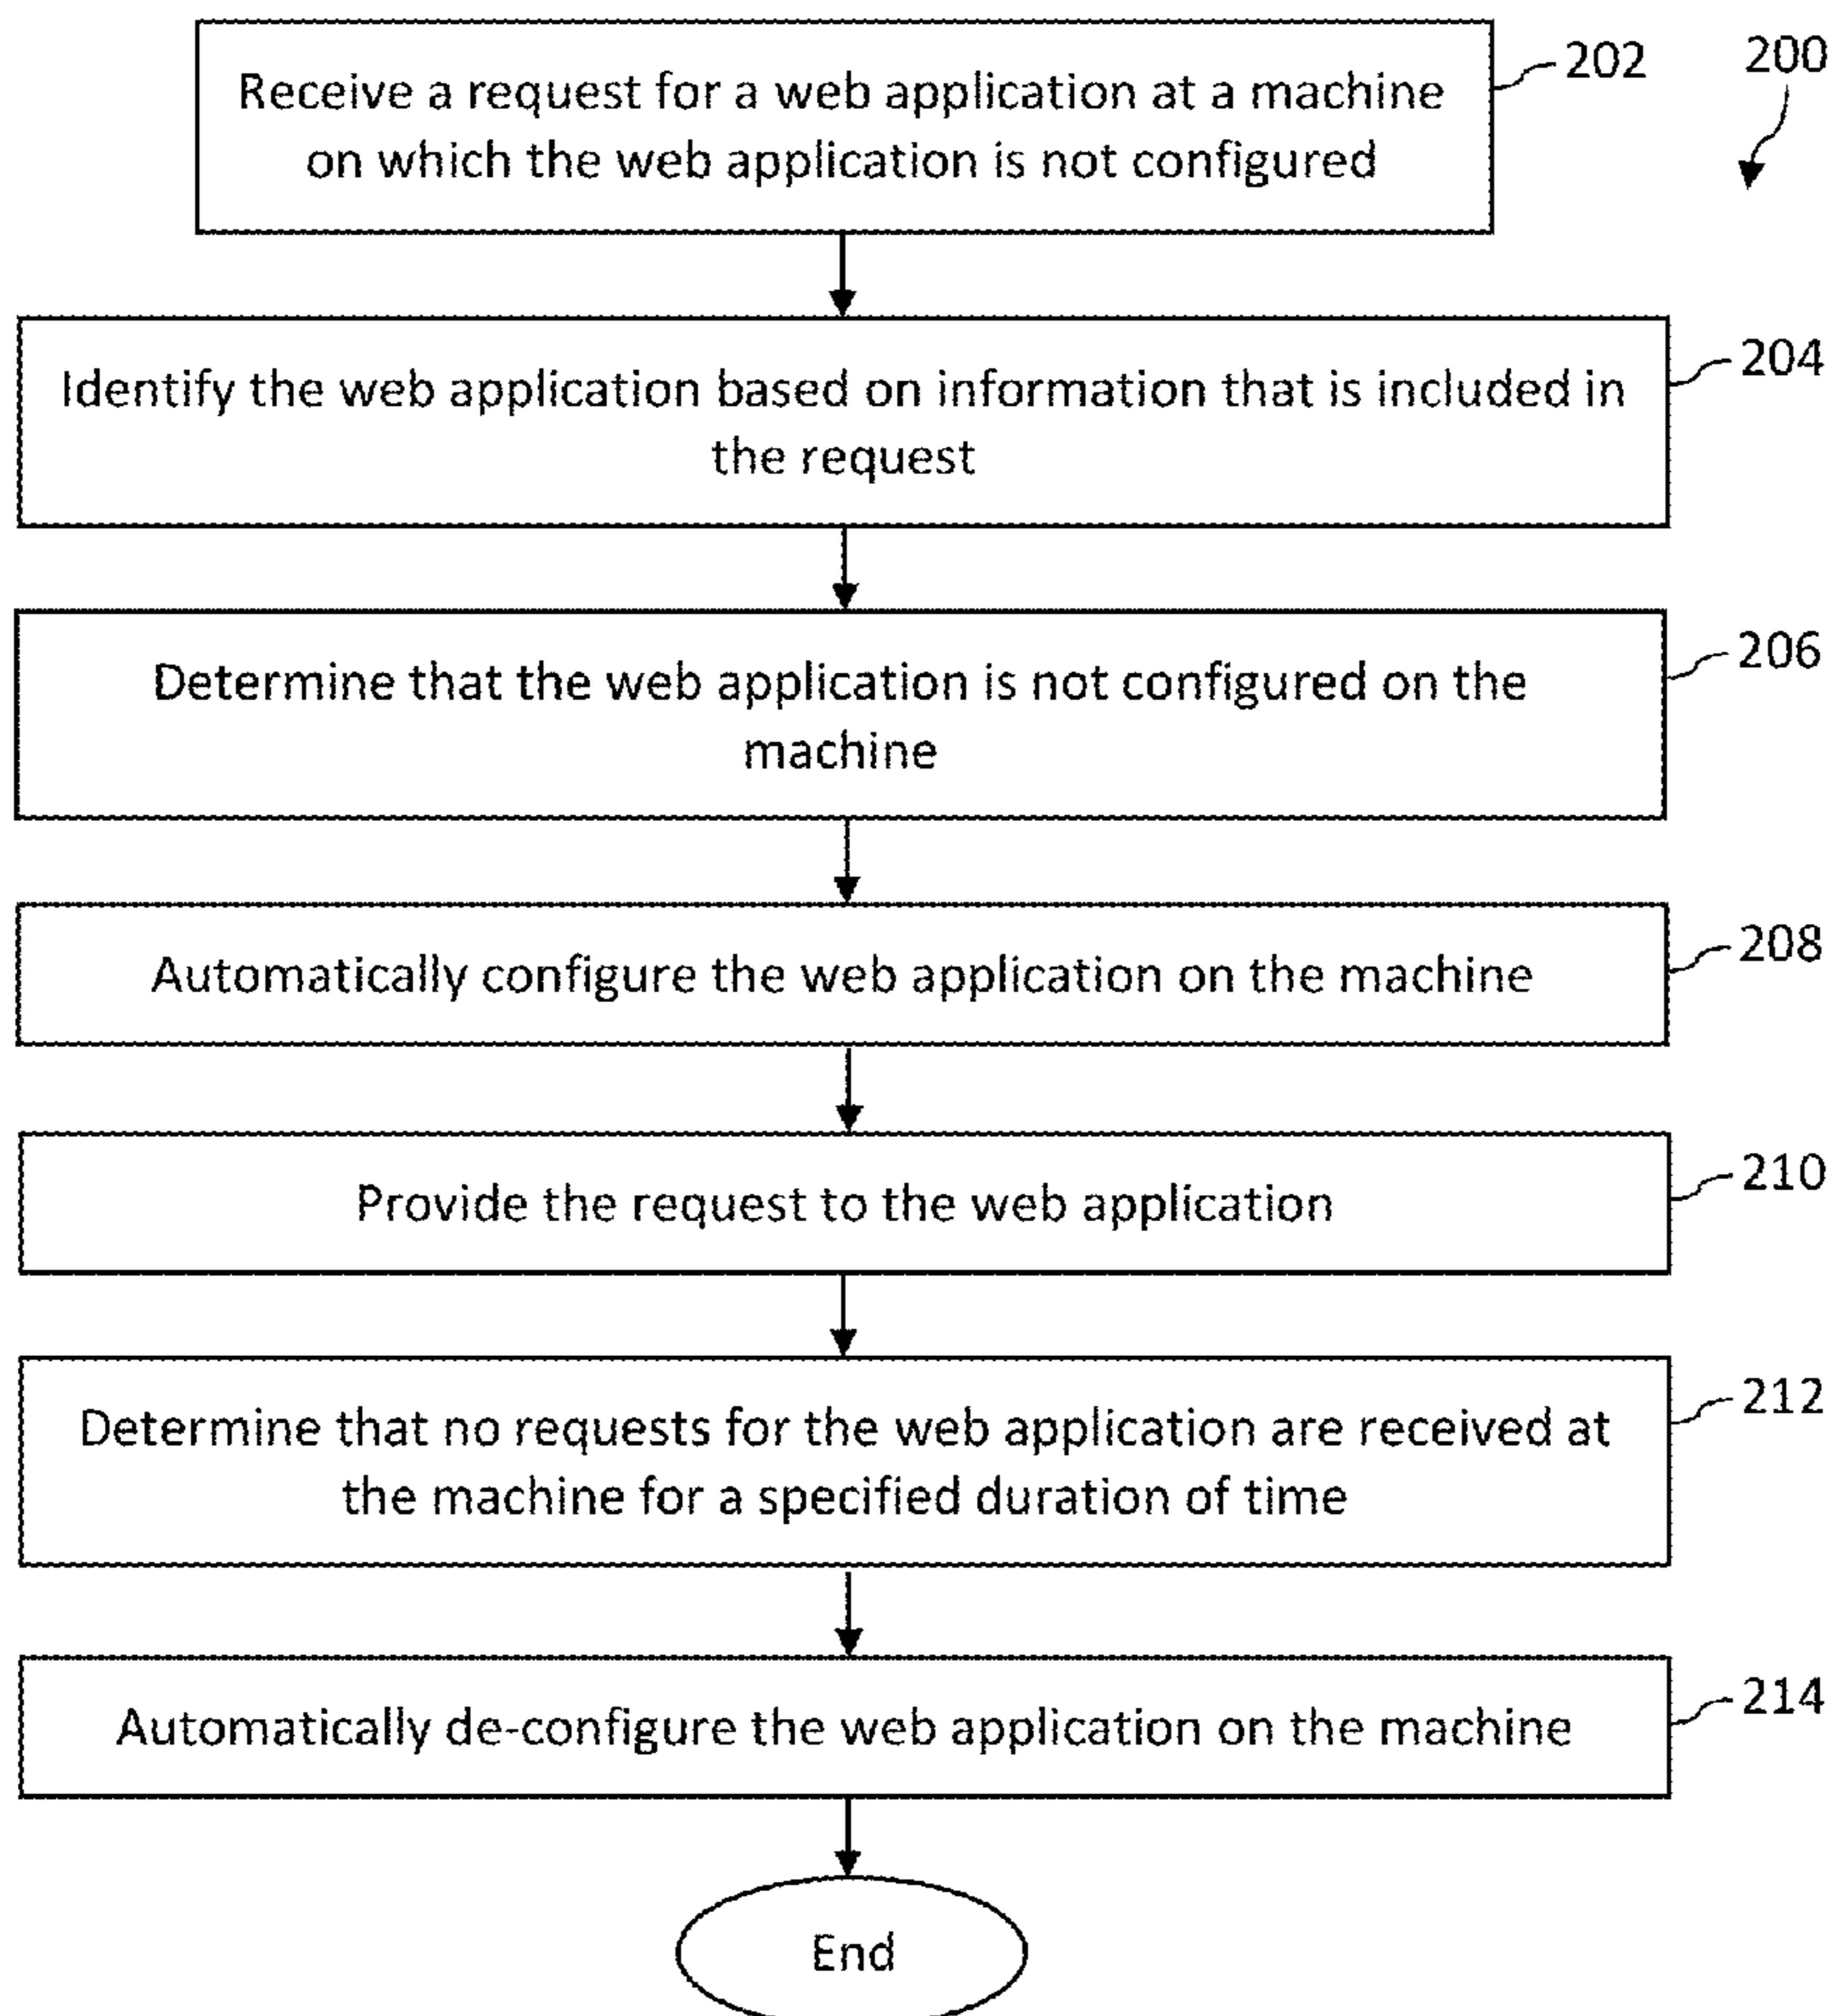 Receive a request for a web application at a machine
on which the web application is not configured
202
200
Identify the web application based on information that is included in
the request
204
Determine that the web application is not configured on the
machine
206
Automatically configure the web application on the machine
208
Provide the request to the web application
210
Determine that no requests for the web application are received at
the machine for a specified duration of time
212
Automatically de-configure the web application on the machine
214
End